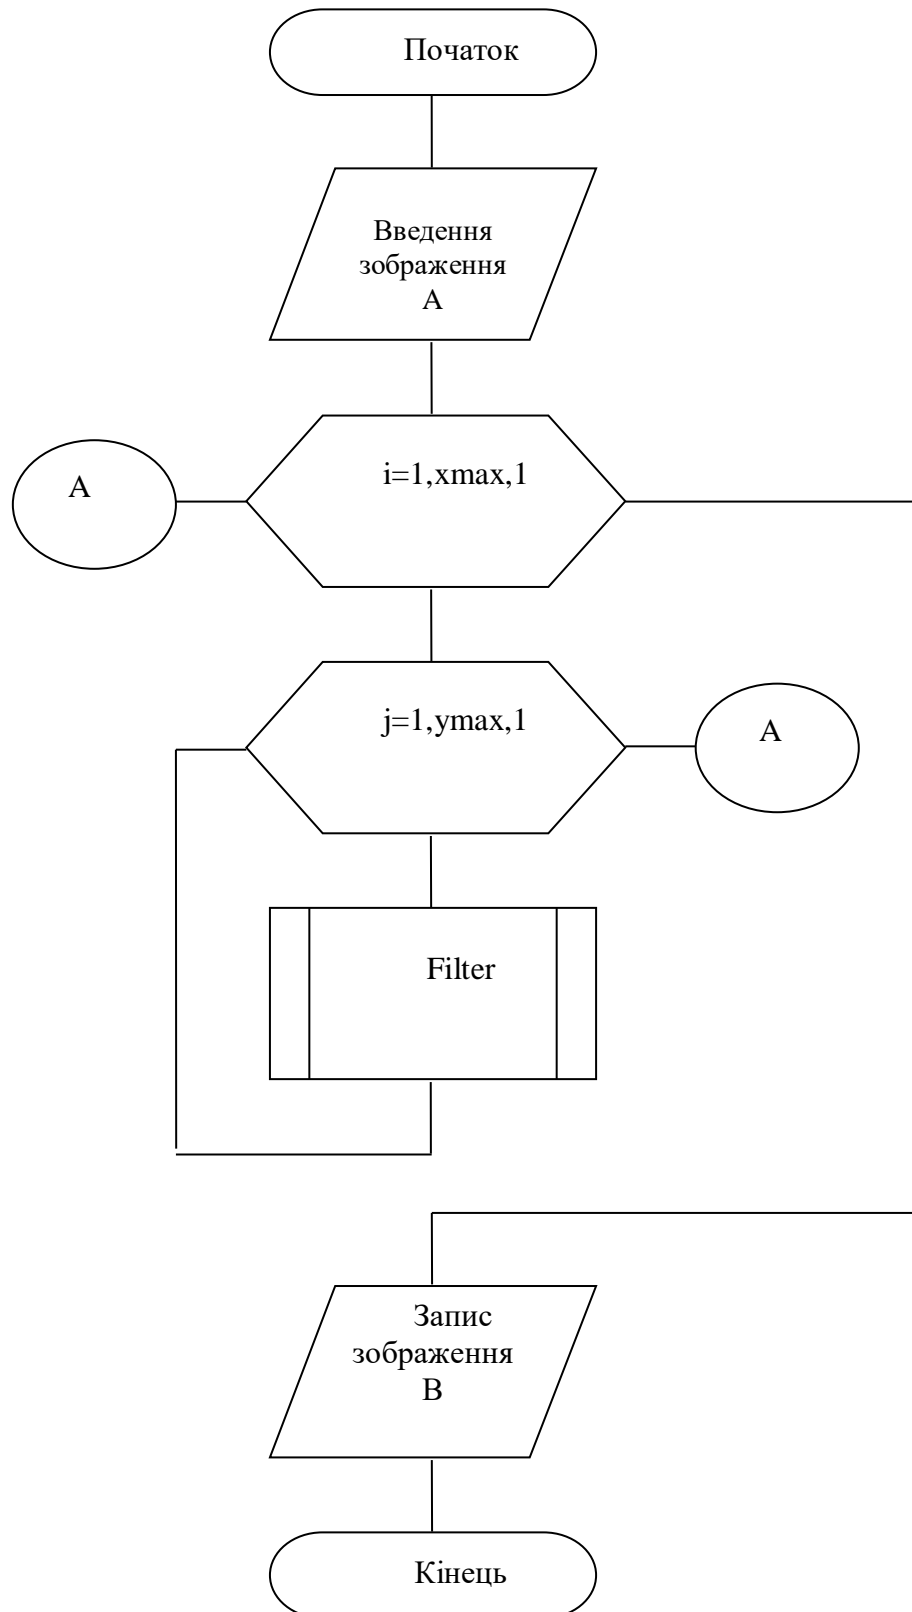 Початок
Введення
зображення
А
А
i=1,xmax,1
j=1,ymax,1
А
Filter
Запис
зображення
В
Кінець